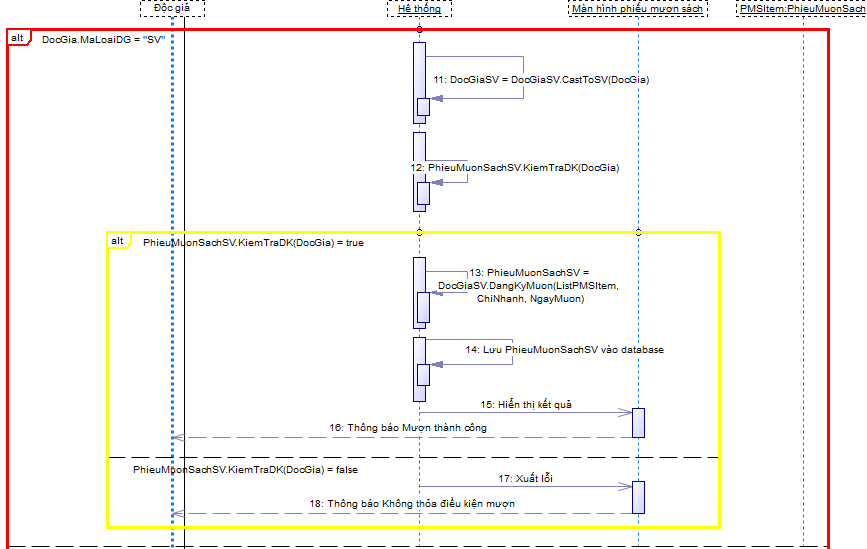 Độc giả
Hệ thống
Màn hình phiếu mượn sách
PMSItem:PhieuMuonSach
alt
DocGia.MaLoaiDG = "SV"
11: DocGiaSV = DocGiaSV.CastToSV(DocGia)
12: PhieuMuonSachSV.KiemTraDK(DocGia)
alt
PhieuMuonSachSV.KiemTraDK(DocGia) = true
13: PhieuMuonSachSV =
DocGiaSV.DangKyMuon(ListPMSItem,
ChiNhanh, NgayMuon)
14: Lưu PhieuMuonSachSV vào database
15: Hiển thị kết quả
16: Thông báo Mượn thành công
PhieuMuonSachSV.KiemTraDK(DocGia) = false
17: Xuất lỗi
18: Thông báo Không thỏa điều kiện mượn